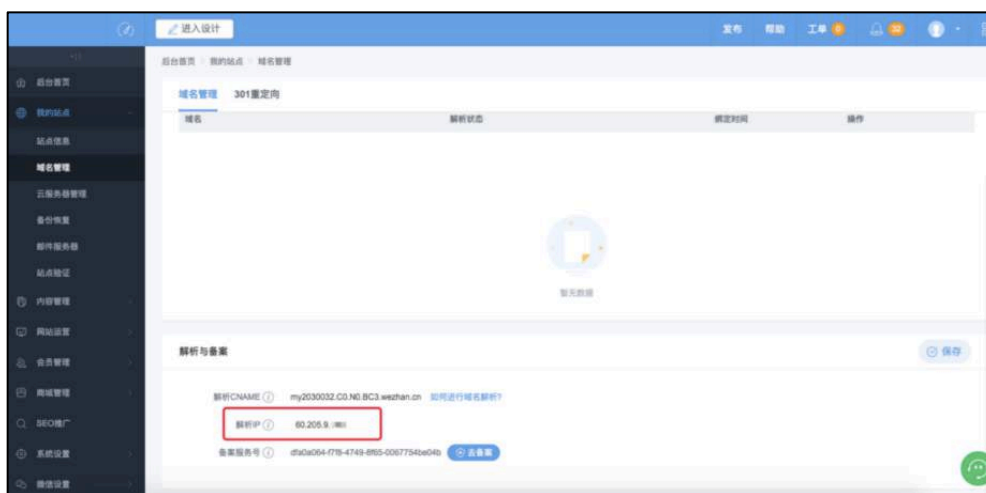 进入设计
发布 帮助 工单 0
后台首页 我的站点 域名管理
后台首页
我的站点
站点信息
域名管理
云服务器管理
备份恢复
邮件服务器
站点验证
内容管理
网站运营
会员管理
商城管理
SEO推广
系统设置
微信设置
域名管理 301重定向
域名 解析状态 绑定时间 操作
暂无数据
解析与备案 保存
解析CNAME my2030032.C0.N0.BC3.wezhan.cn 如何进行域名解析?
解析IP 60.205.9.
备案服务号 去备案